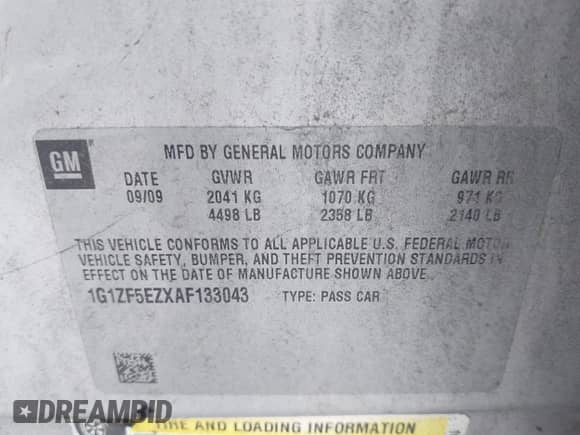 GM
MFD BY GENERAL MOTORS COMPANY
DATE GVWR GAWR FRT GAWR RR
09/09 2041 KG 1070 KG 971 KG
4498 LB 2358 LB 2140 LB
THIS VEHICLE CONFORMS TO ALL APPLICABLE U.S. FEDERAL MOTOR
VEHICLE SAFETY, BUMPER, AND THEFT PREVENTION STANDARDS IN
EFFECT ON THE DATE OF MANUFACTURE SHOWN ABOVE.
1G1ZF5EZXAF133043 TYPE: PASS CAR
TIRE AND LOADING INFORMATION
DREAMBID